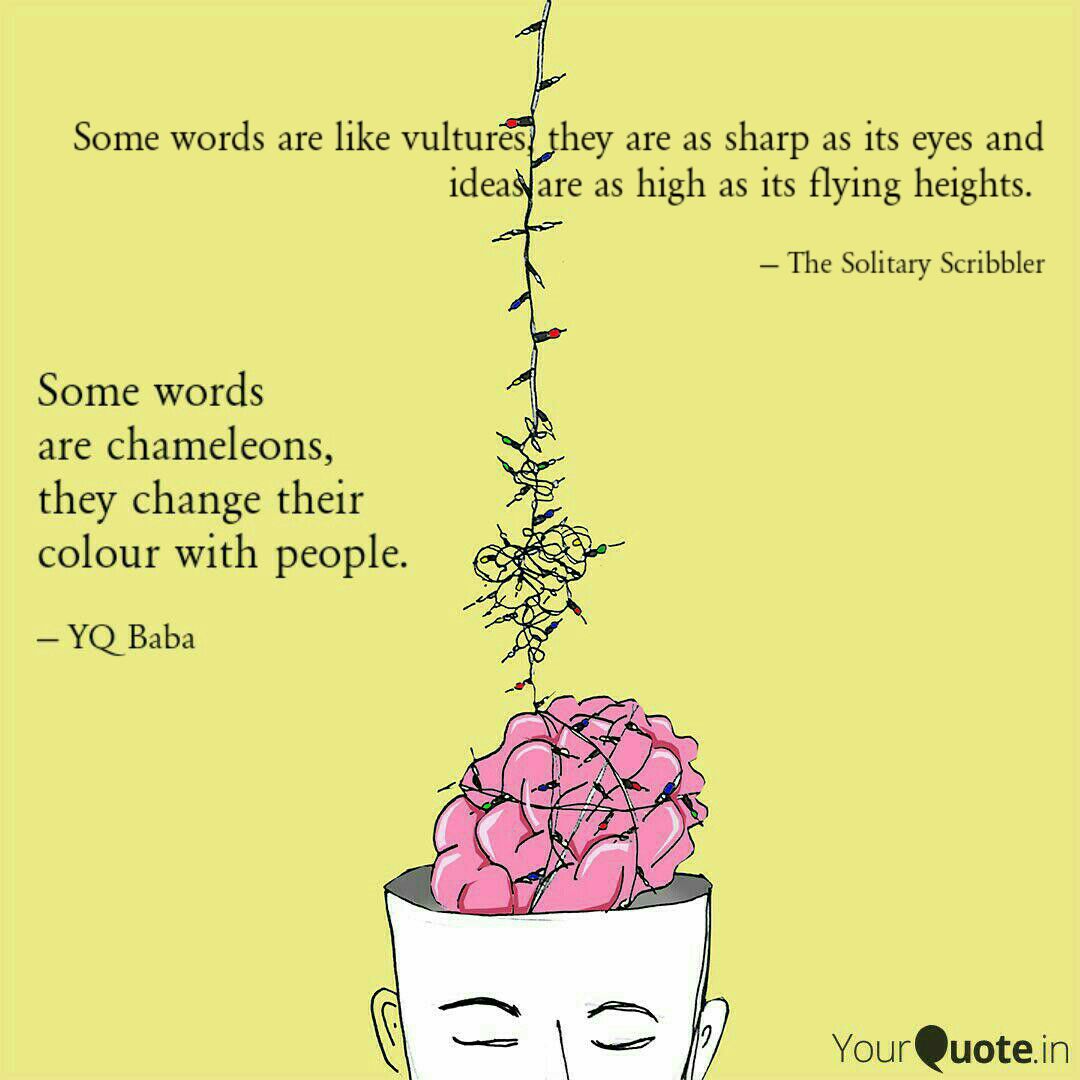 Some words are like vultures, they are as sharp as its eyes and
ideas are as high as its flying heights.
– The Solitary Scribbler
Some words
are chameleons,
they change their
colour with people.
– YQ Baba
YourQuote.in